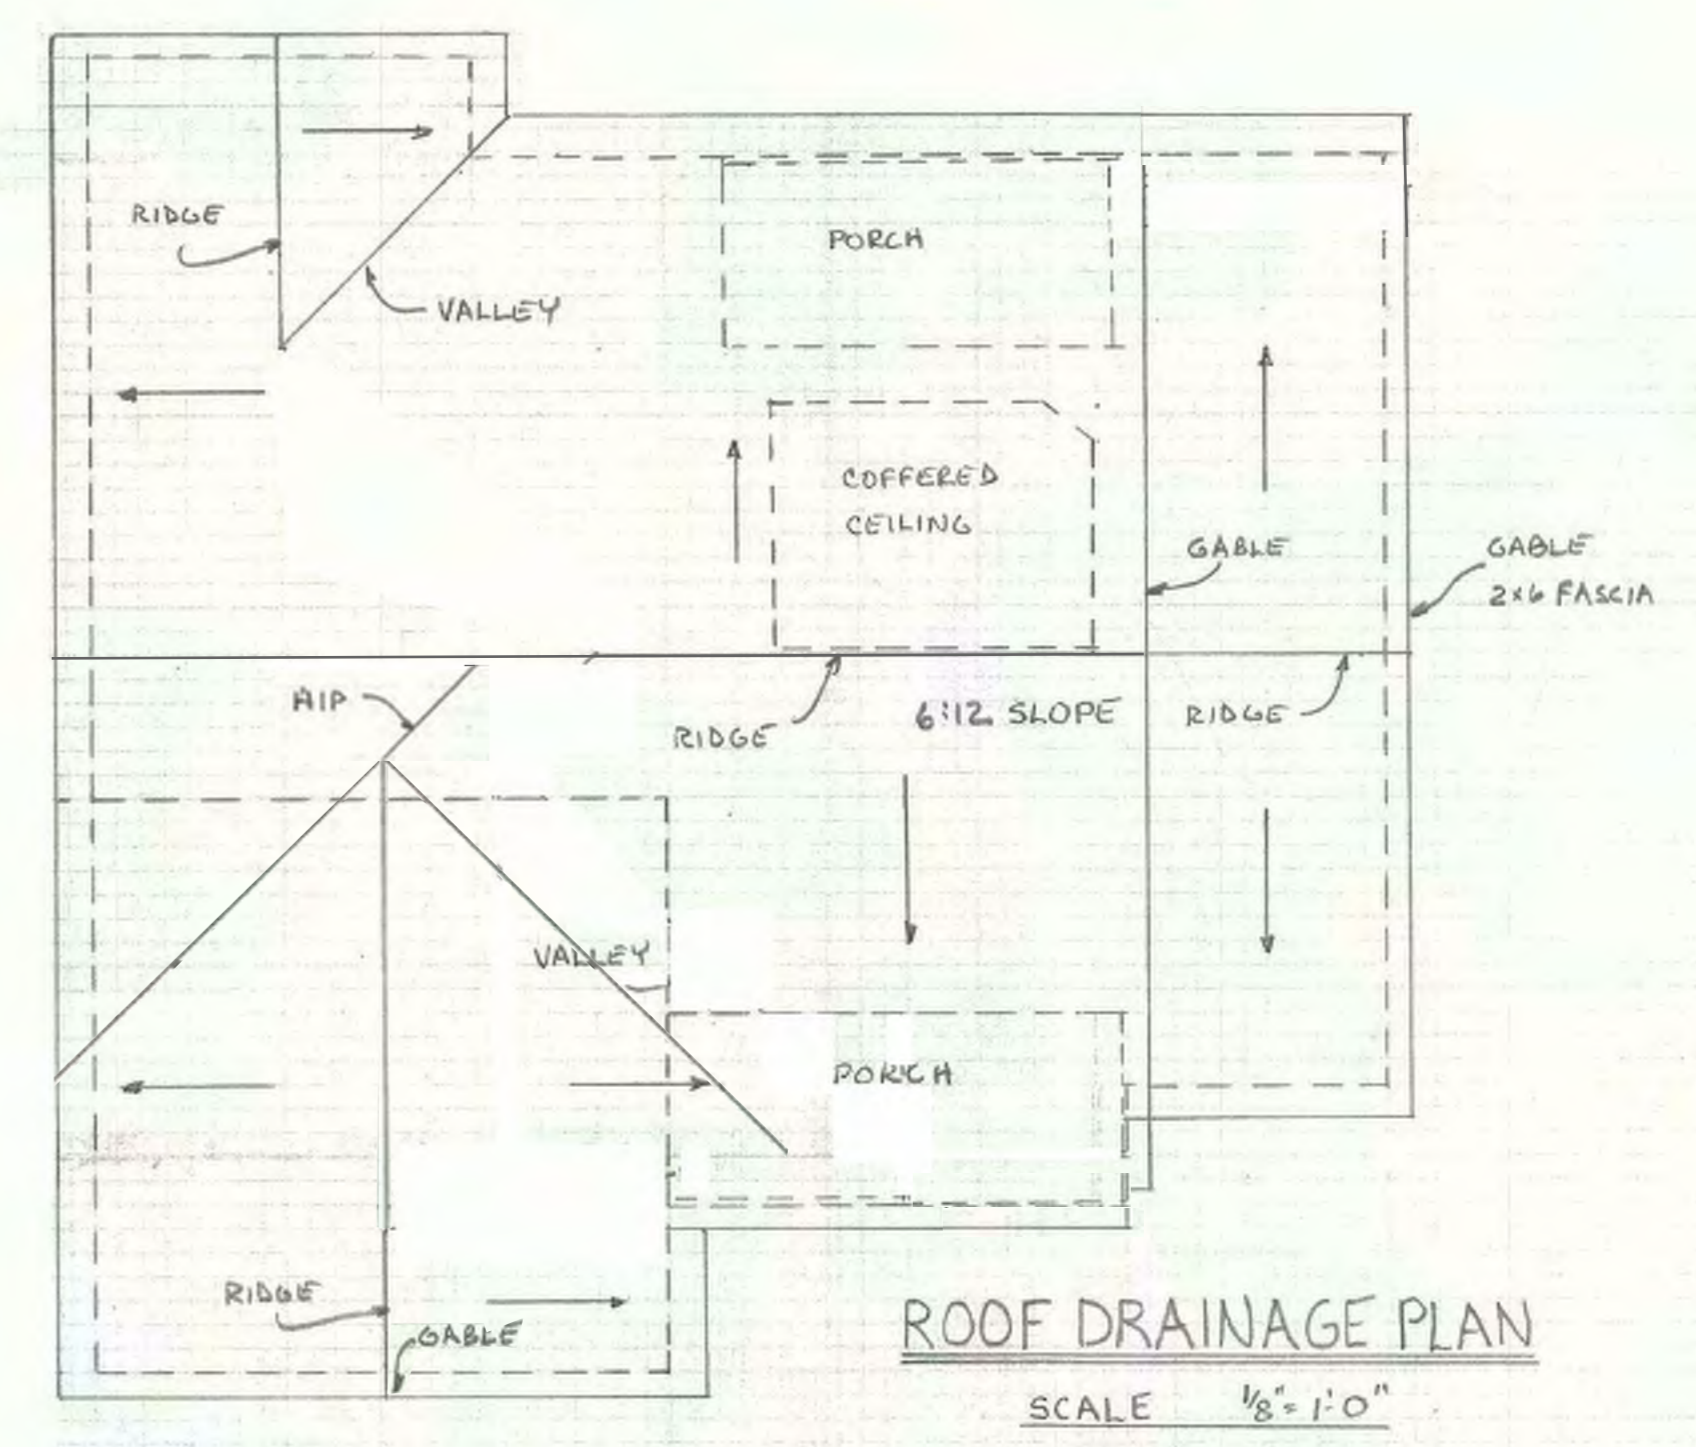 RIDGE
VALLEY
PORCH
COFFERED
CEILING
GABLE
GABLE
2x6 FASCIA
HIP
RIDGE
6:12 SLOPE
RIDGE
VALLEY
PORCH
RIDGE
GABLE
ROOF DRAINAGE PLAN
SCALE 1/8" = 1'-0"